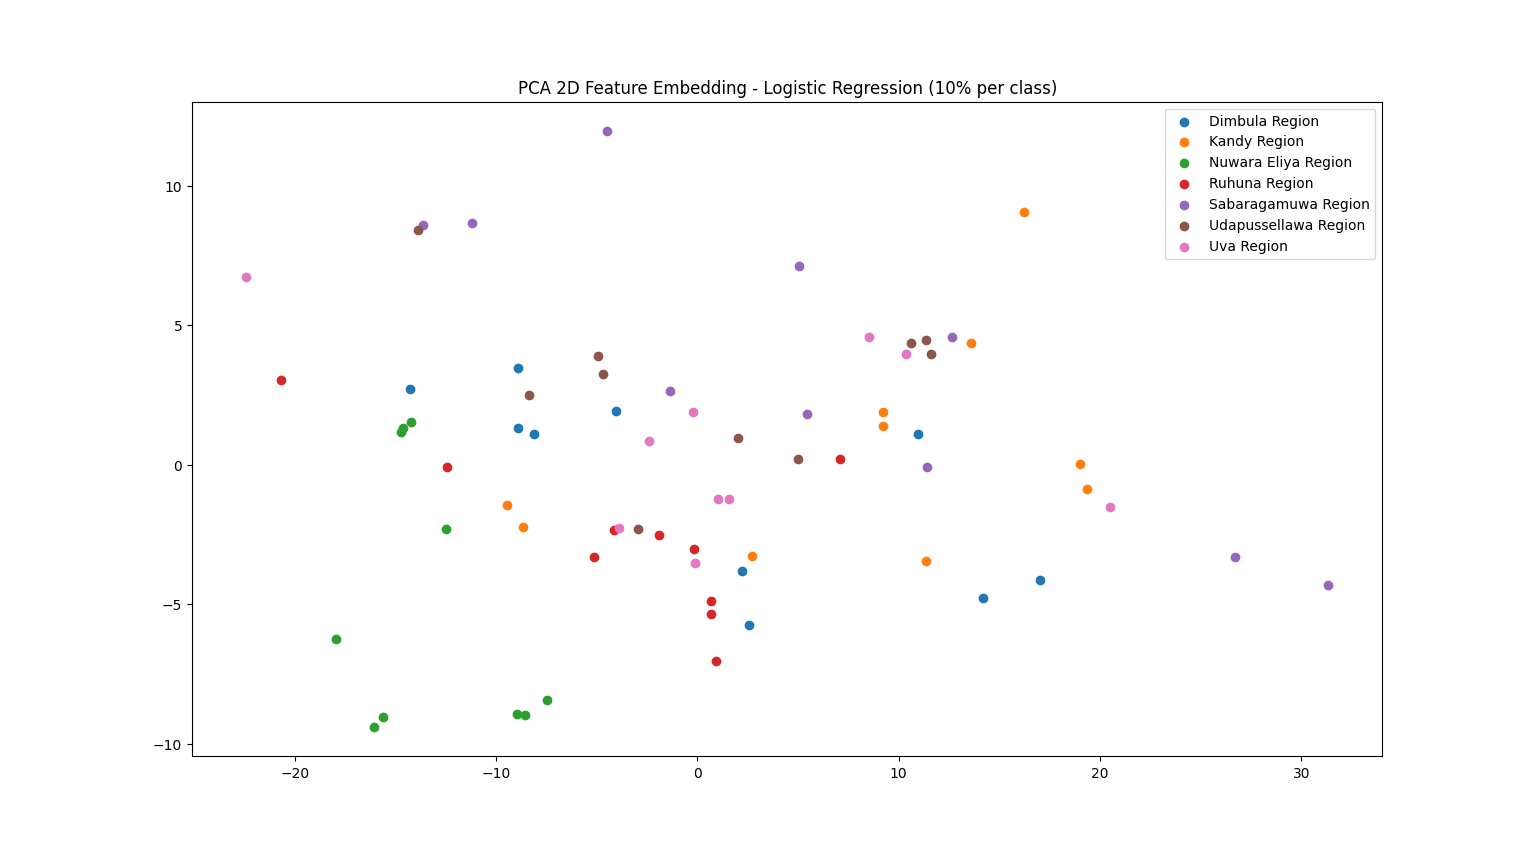 PCA 2D Feature Embedding - Logistic Regression (10% per class)
Dimbula Region
Kandy Region
Nuwara Eliya Region
Ruhuna Region
Sabaragamuwa Region
Udapussellawa Region
Uva Region
10
5
0
−5
−10
−20
−10
0
10
20
30